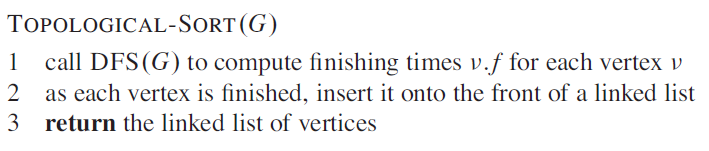 TOPOLOGICAL-SORT(G)
1 call DFS(G) to compute finishing times v.f for each vertex v
2 as each vertex is finished, insert it onto the front of a linked list
3 return the linked list of vertices